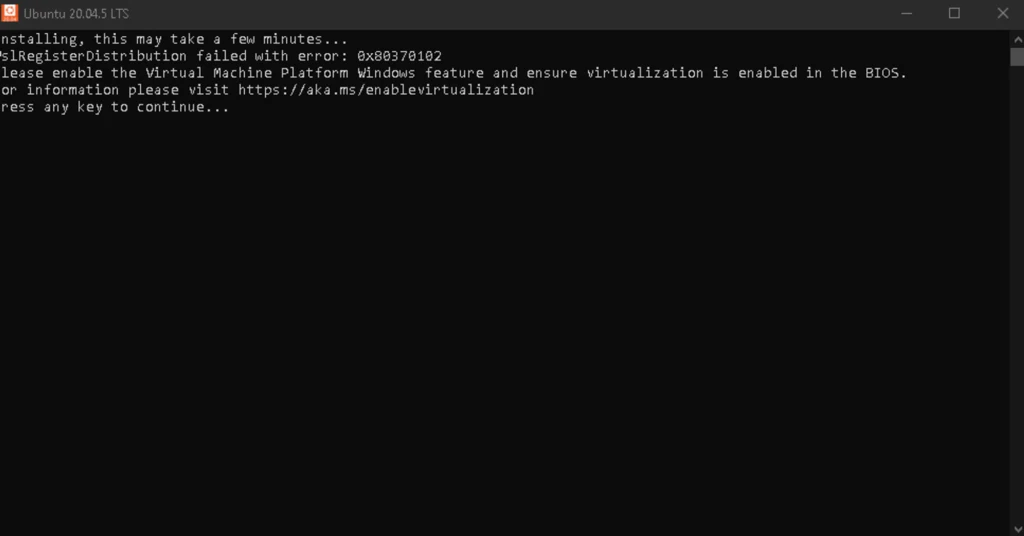 Ubuntu 20.04.5 LTS
nstalling, this may take a few minutes...
slRegisterDistribution failed with error: 0x80370102
lease enable the Virtual Machine Platform Windows feature and ensure virtualization is enabled in the BIOS.
or information please visit https://aka.ms/enablevirtualization
ress any key to continue...